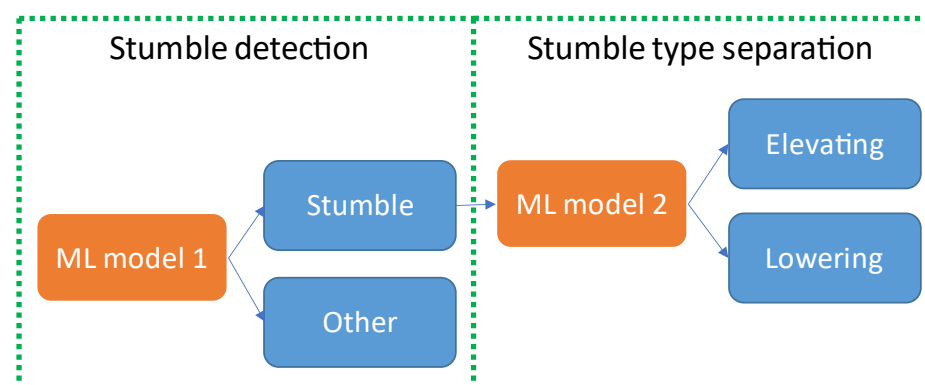 Stumble detection
Stumble type separation
Stumble
ML model 1
Other
ML model 2
Elevating
Lowering